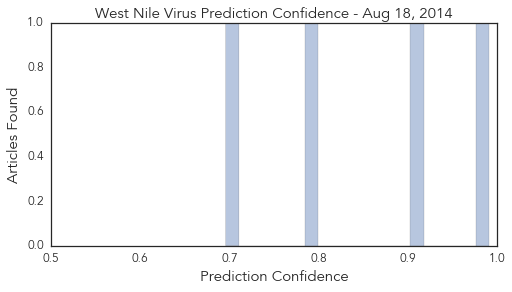 West Nile Virus Prediction Confidence - Aug 18, 2014
1.0
0.8
0.6
0.4
0.2
0.0
Articles Found
0.5 0.6 0.7 0.8 0.9 1.0
Prediction Confidence